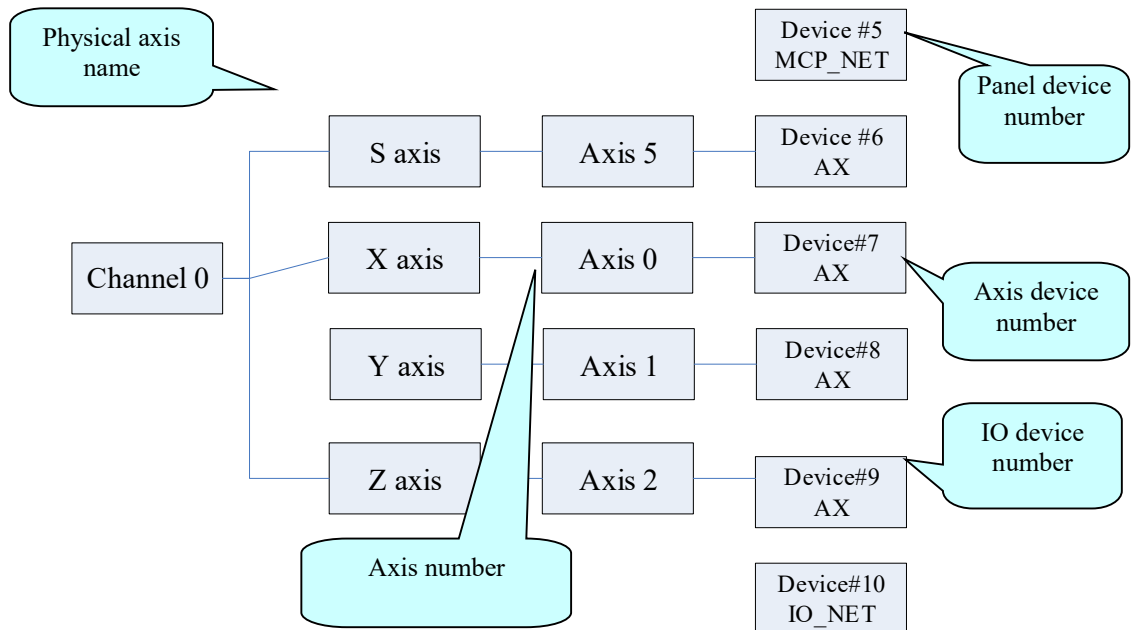 Physical axis
name
Device #5
MCP_NET
Panel device
number
S axis
Axis 5
Device #6
AX
Channel 0
X axis
Axis 0
Device#7
AX
Axis device
number
Y axis
Axis 1
Device#8
AX
IO device
number
Z axis
Axis 2
Device#9
AX
Axis number
Device#10
IO_NET